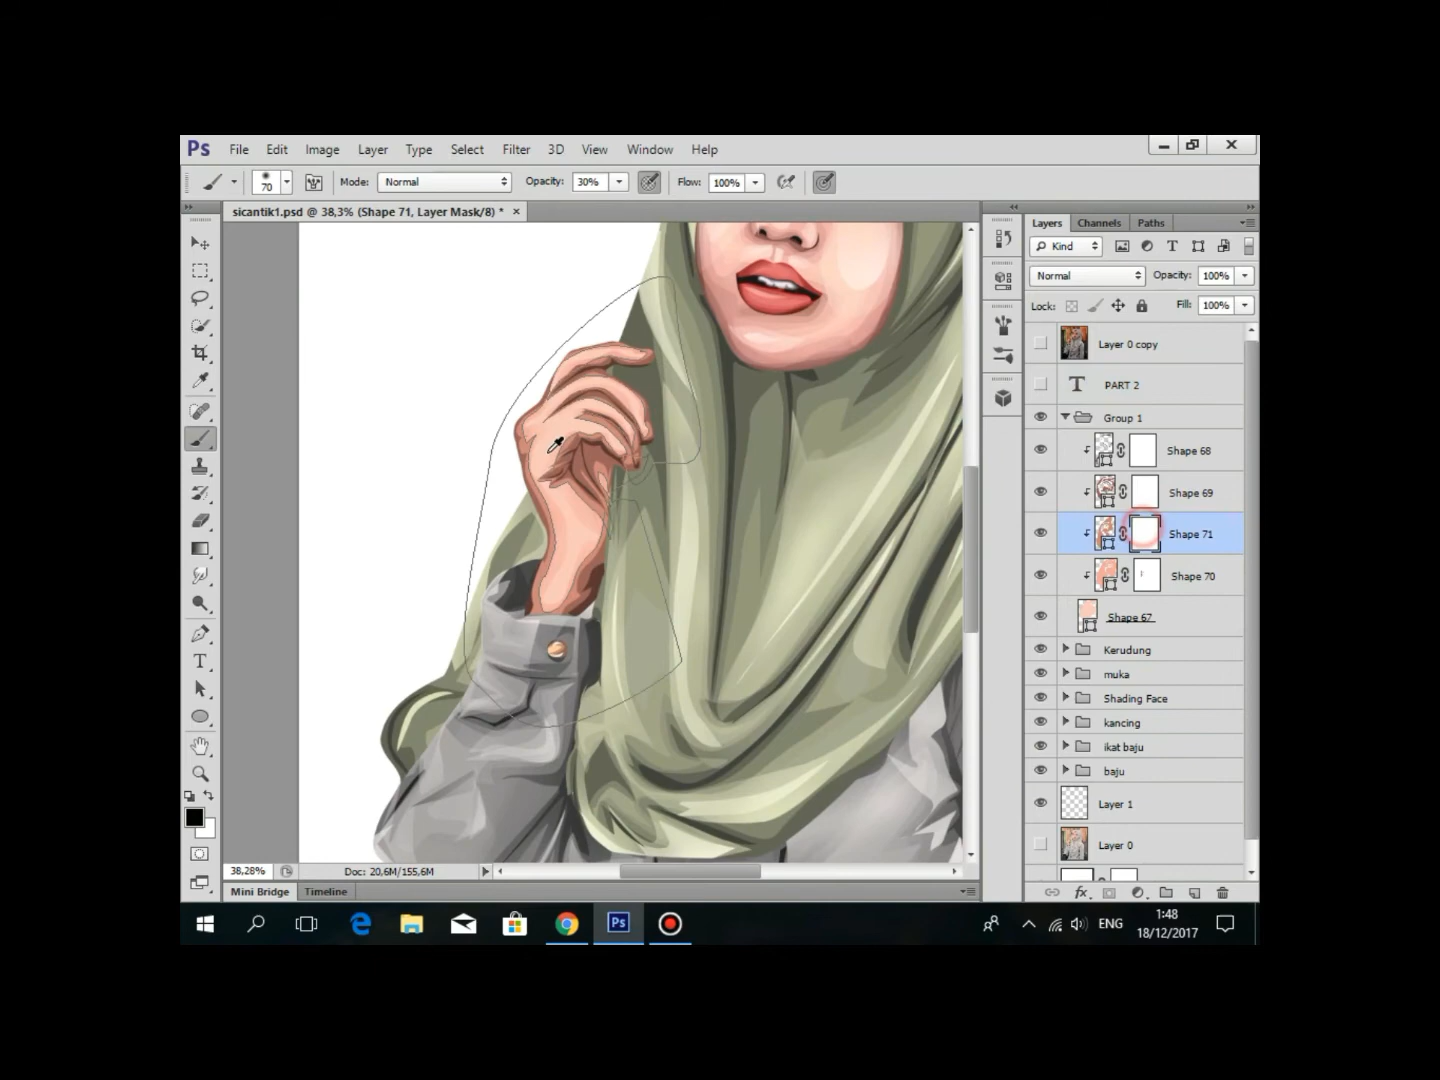 Ps File Edit Image Layer Type Select Filter 3D View Window Help
70 Mode: Normal Opacity: 30% Flow: 100%
sicantik1.psd @ 38,3% (Shape 71, Layer Mask/8) * ×
Layers Channels Paths
Kind T
Normal Opacity: 100%
Lock: Fill: 100%
Layer 0 copy
T PART 2
Group 1
Shape 68
Shape 69
Shape 71
Shape 70
Shape 67
Kerudung
muka
Shading Face
kancing
ikat baju
baju
Layer 1
Layer 0
fx
T
38,28% Doc: 20,6M/155,6M
Mini Bridge Timeline
Ps ENG 1:48
18/12/2017